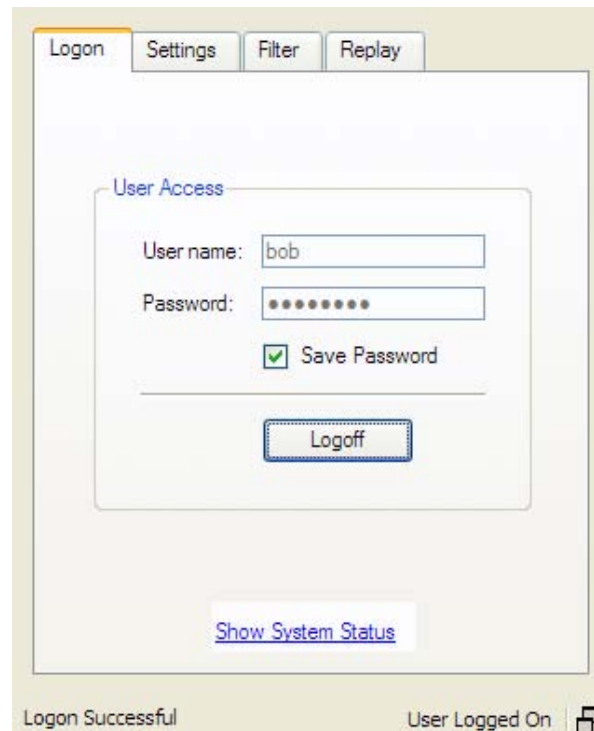 Logon Settings Filter Replay
User Access
User name: bob
Password: ••••••••
Save Password
Logoff
Show System Status
Logon Successful User Logged On